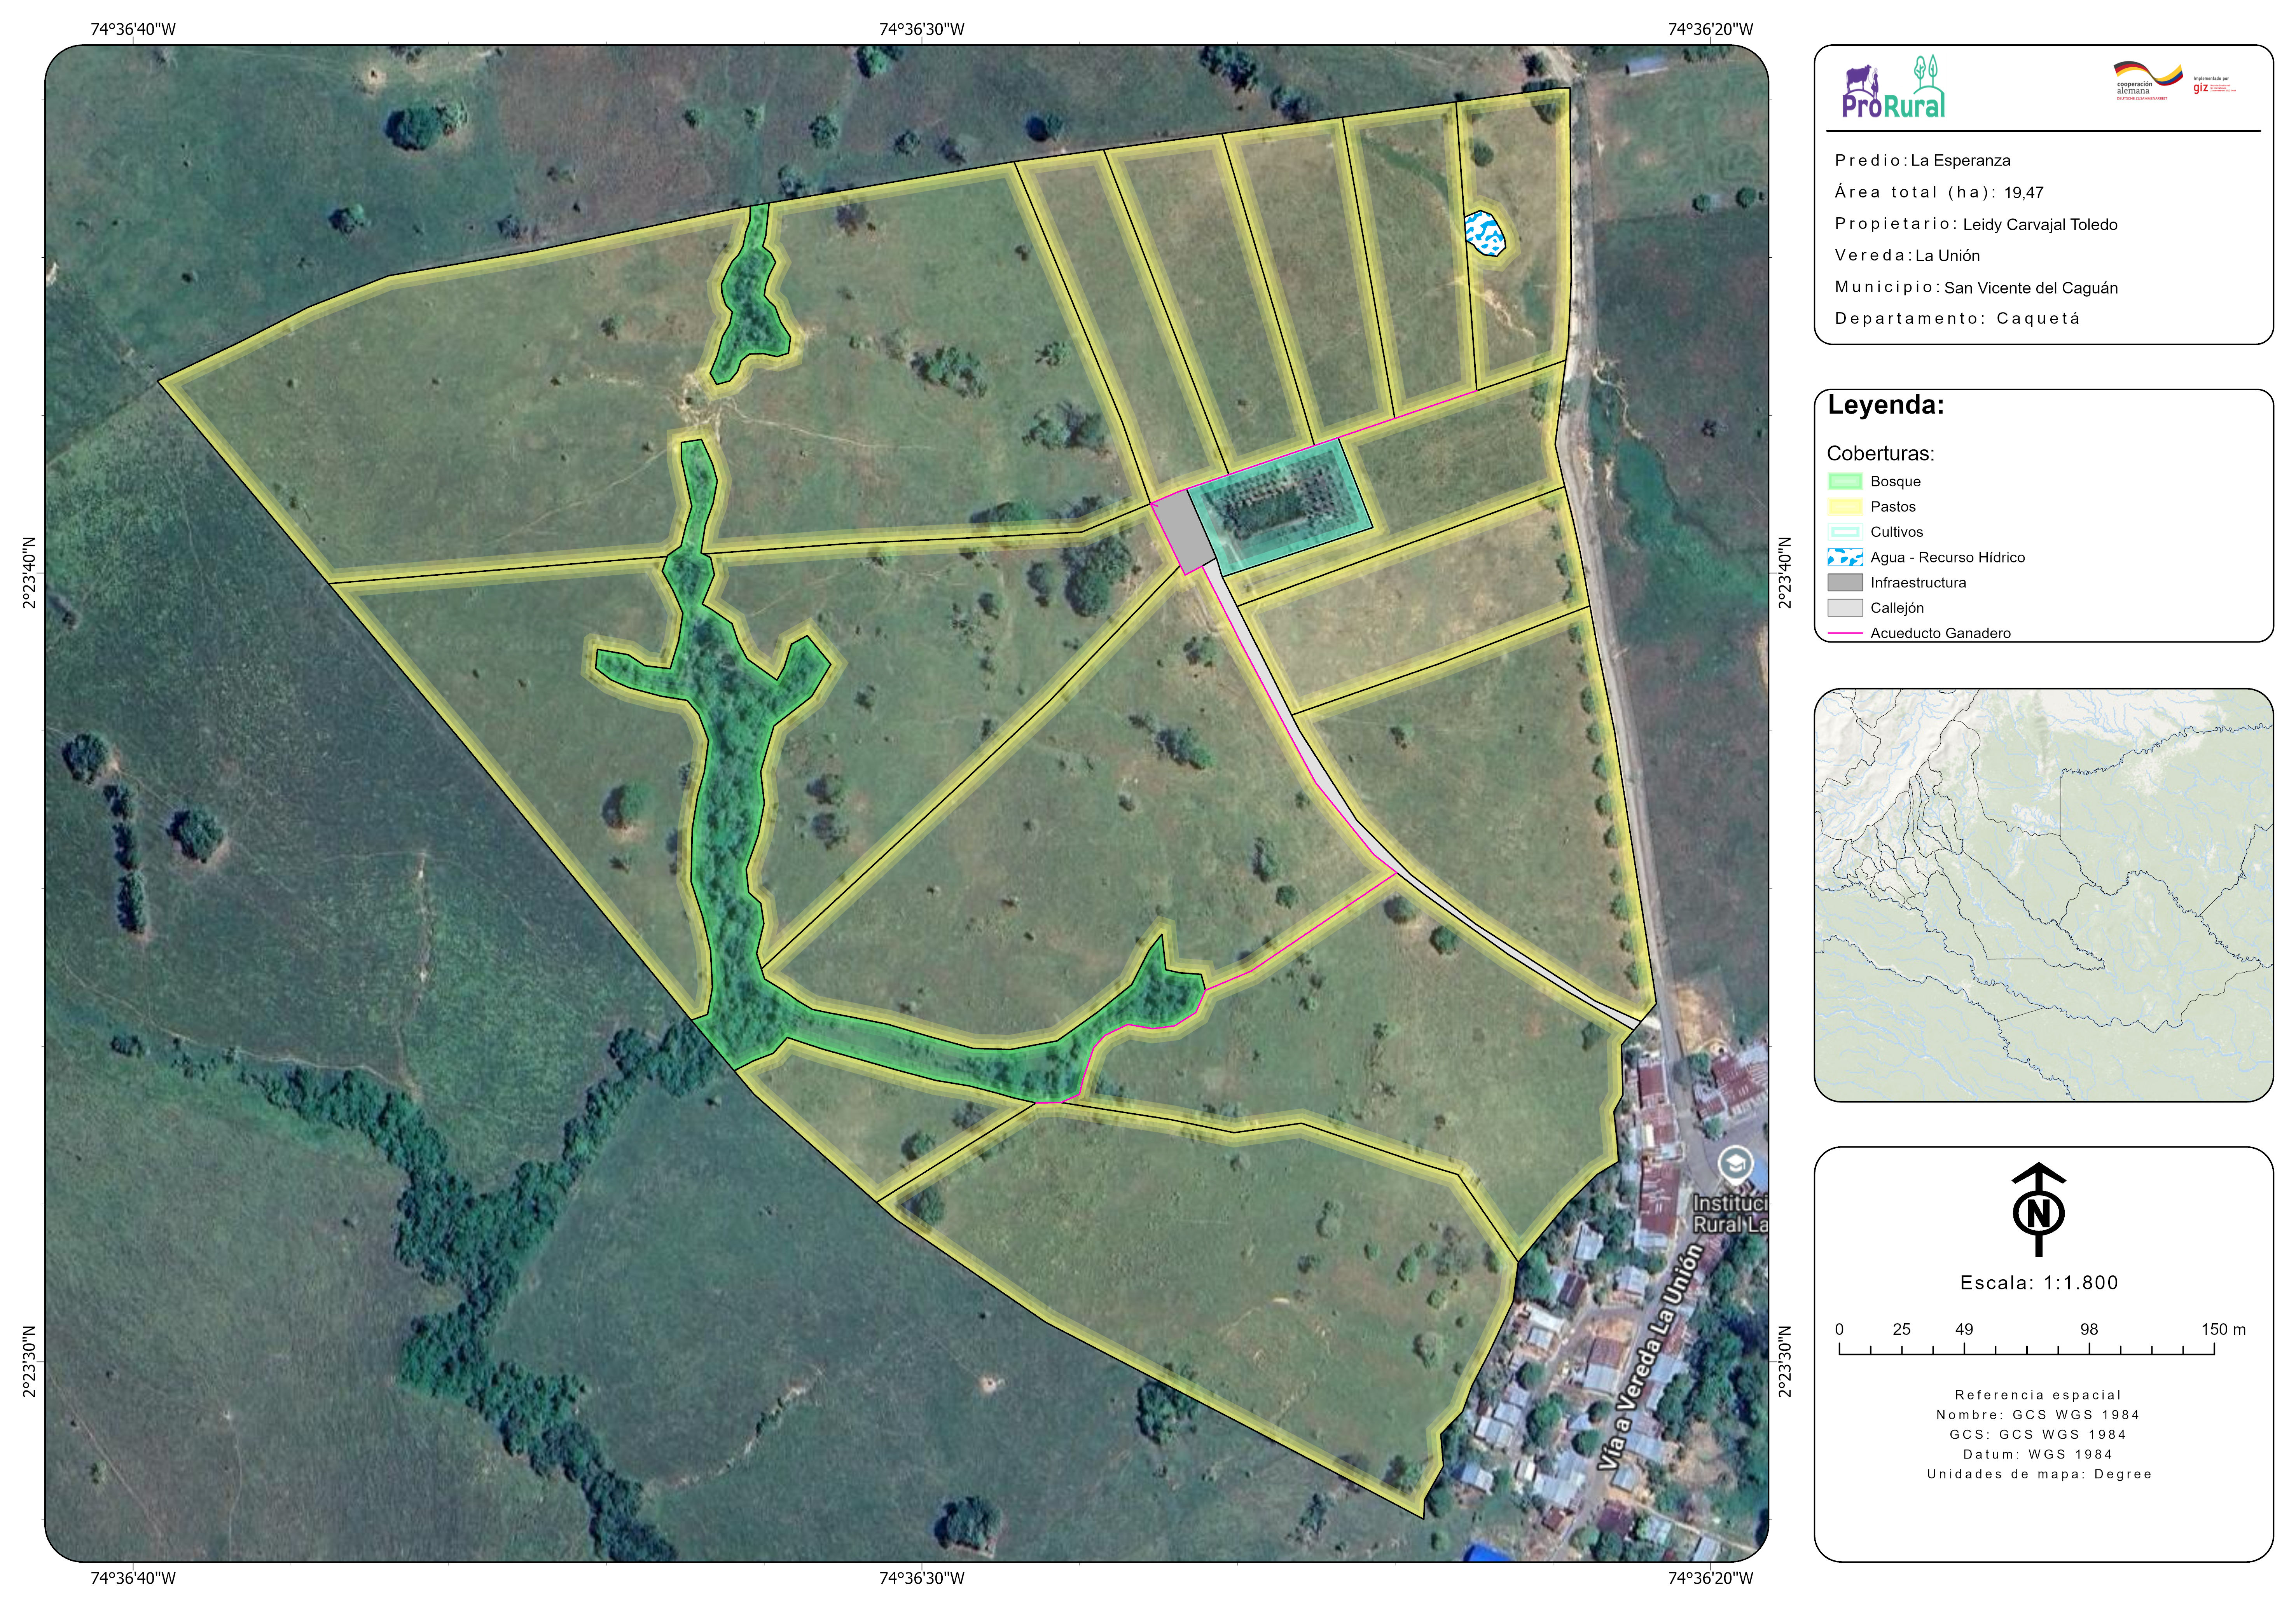 74°36'40"W
74°36'30"W
74°36'20"W
2°23'40"N
2°23'30"N
2°23'40"N
2°23'30"N
Instituci
Rural La
Vía a Vereda La Unión
74°36'40"W
74°36'30"W
74°36'20"W
ProRural
cooperación
alemana
DEUTSCHE ZUSAMMENARBEIT
Implementada por
giz
Predio: La Esperanza
Área total (ha): 19,47
Propietario: Leidy Carvajal Toledo
Vereda: La Unión
Municipio: San Vicente del Caguán
Departamento: Caquetá
Leyenda:
Coberturas:
Bosque
Pastos
Cultivos
Agua - Recurso Hídrico
Infraestructura
Callejón
Acueducto Ganadero
N
Escala: 1:1.800
0 25 49 98 150 m
Referencia espacial
Nombre: GCS WGS 1984
GCS: GCS WGS 1984
Datum: WGS 1984
Unidades de mapa: Degree